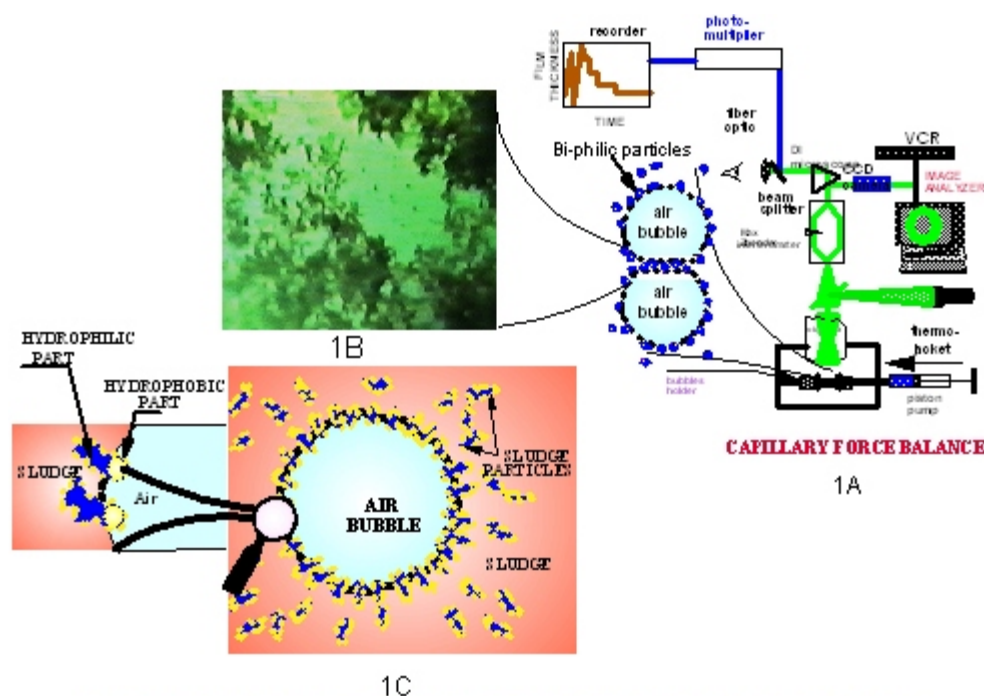 recorder
photo-
multiplier
FILM
THICKNESS
TIME
fiber
optic
Bi-philic particles
VCR
CCD
IMAGE
ANALYZER
beam
splitter
air
bubble
air
bubble
thermo-
hoket
bubbles
holder
piston
pump
CAPILLARY FORCE BALANCE
1A
1B
HYDROPHILIC
PART
HYDROPHOBIC
PART
SLUDGE
Air
SLUDGE
PARTICLES
AIR
BUBBLE
SLUDGE
1C